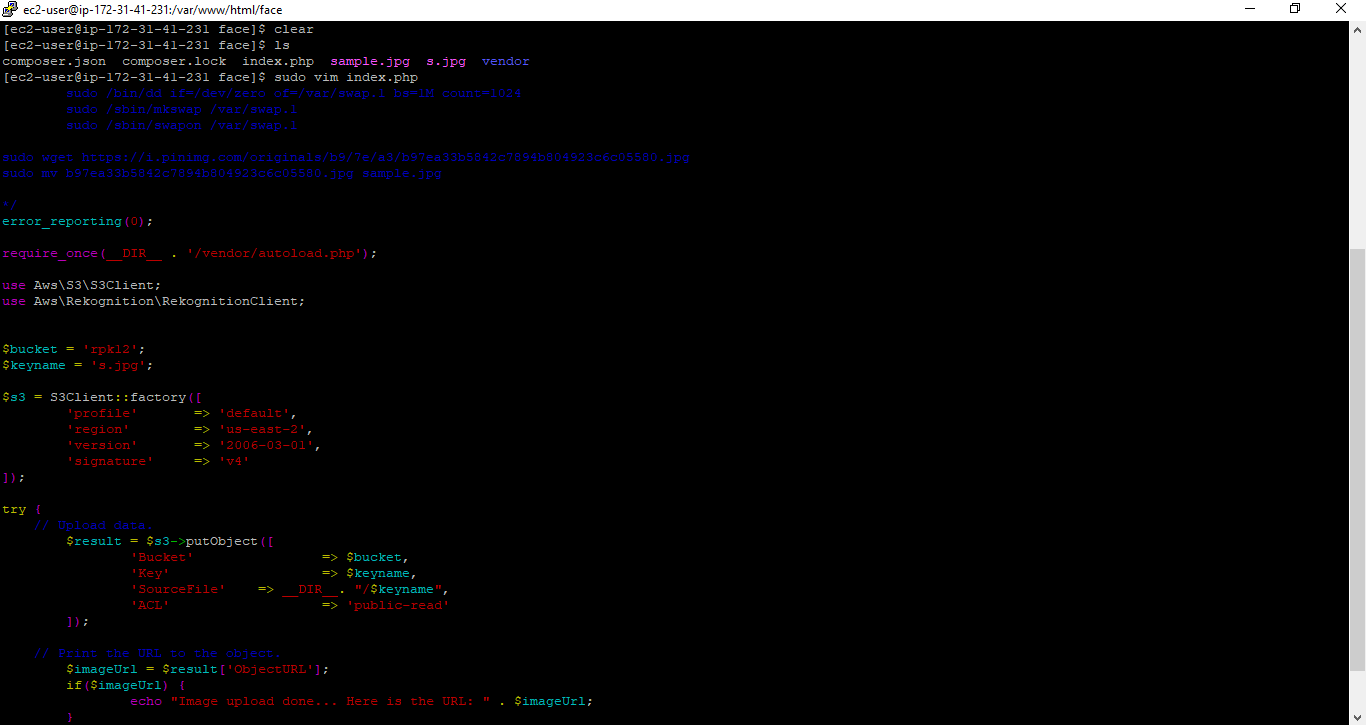 ec2-user@ip-172-31-41-231:/var/www/html/face
[ec2-user@ip-172-31-41-231 face]$ clear
[ec2-user@ip-172-31-41-231 face]$ ls
composer.json  composer.lock  index.php  sample.jpg  s.jpg  vendor
[ec2-user@ip-172-31-41-231 face]$ sudo vim index.php
        sudo /bin/dd if=/dev/zero of=/var/swap.1 bs=1M count=1024
        sudo /sbin/mkswap /var/swap.1
        sudo /sbin/swapon /var/swap.1
sudo wget https://i.pinimg.com/originals/b9/7e/a3/b97ea33b5842c7894b804923c6c05580.jpg
sudo mv b97ea33b5842c7894b804923c6c05580.jpg sample.jpg
*/
error_reporting(0);
require_once(__DIR__ . '/vendor/autoload.php');
use Aws\S3\S3Client;
use Aws\Rekognition\RekognitionClient;
$bucket = 'rpk12';
$keyname = 's.jpg';
$s3 = S3Client::factory([
        'profile'       => 'default',
        'region'        => 'us-east-2',
        'version'       => '2006-03-01',
        'signature'     => 'v4'
]);
try {
    // Upload data.
        $result = $s3->putObject([
                'Bucket'                => $bucket,
                'Key'                   => $keyname,
                'SourceFile'    => __DIR__. "/$keyname",
                'ACL'                   => 'public-read'
        ]);
    // Print the URL to the object.
        $imageUrl = $result['ObjectURL'];
        if($imageUrl) {
                echo "Image upload done... Here is the URL: " . $imageUrl;
        }